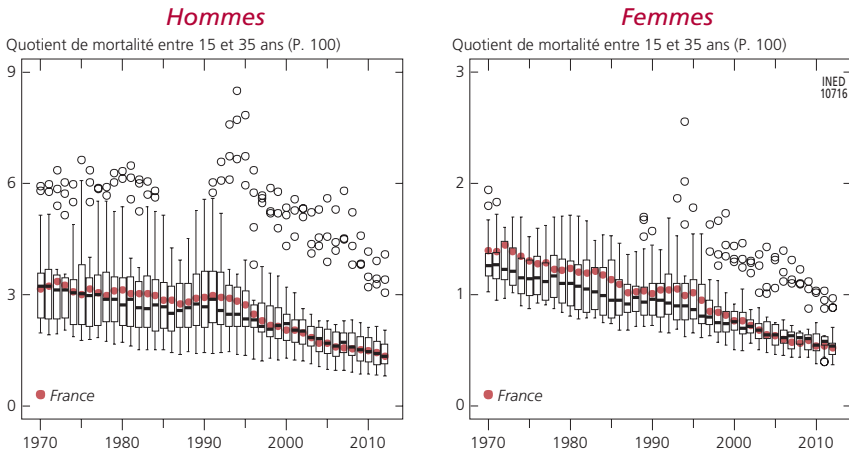 Hommes
Quotient de mortalité entre 15 et 35 ans (P. 100)
9
6
3
0
France
1970 1980 1990 2000 2010
Femmes
Quotient de mortalité entre 15 et 35 ans (P. 100)
INED
10716
3
2
1
0
France
1970 1980 1990 2000 2010